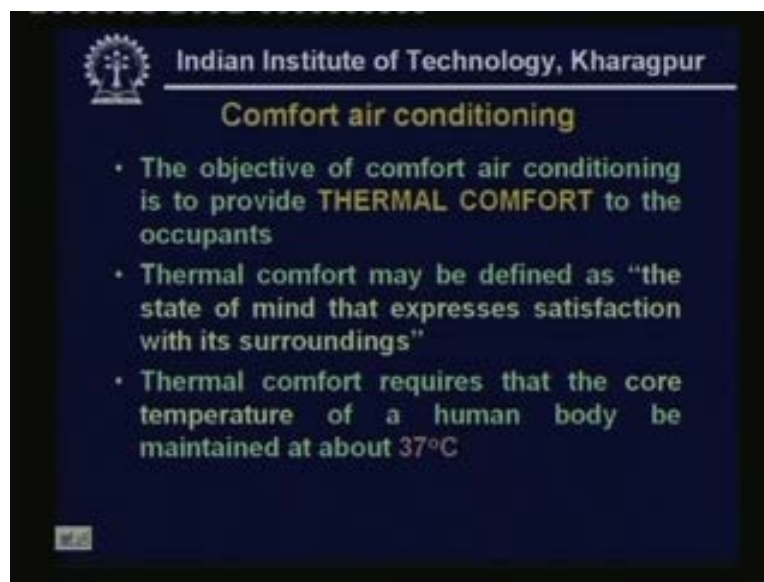 Indian Institute of Technology, Kharagpur
Comfort air conditioning
• The objective of comfort air conditioning
is to provide THERMAL COMFORT to the
occupants
• Thermal comfort may be defined as “the
state of mind that expresses satisfaction
with its surroundings”
• Thermal comfort requires that the core
temperature of a human body be
maintained at about 37°C